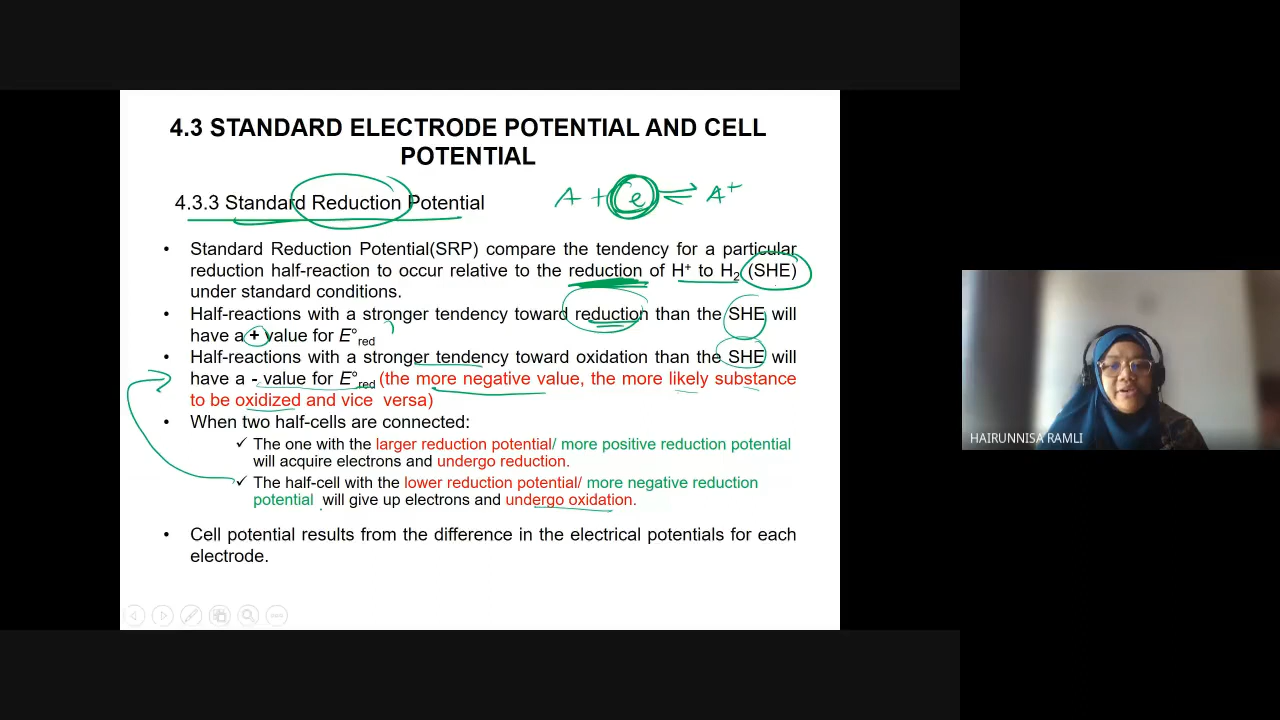 4.3 STANDARD ELECTRODE POTENTIAL AND CELL
POTENTIAL
4.3.3 Standard Reduction Potential
A + e ⇌ A⁺
• Standard Reduction Potential(SRP) compare the tendency for a particular
reduction half-reaction to occur relative to the reduction of H⁺ to H₂ (SHE)
under standard conditions.
• Half-reactions with a stronger tendency toward reduction than the SHE will
have a + value for E°red
• Half-reactions with a stronger tendency toward oxidation than the SHE will
have a - value for E°red (the more negative value, the more likely substance
to be oxidized and vice versa)
• When two half-cells are connected:
✓ The one with the larger reduction potential/ more positive reduction potential
will acquire electrons and undergo reduction.
✓ The half-cell with the lower reduction potential/ more negative reduction
potential will give up electrons and undergo oxidation.
• Cell potential results from the difference in the electrical potentials for each
electrode.
HAIRUNNISA RAMLI